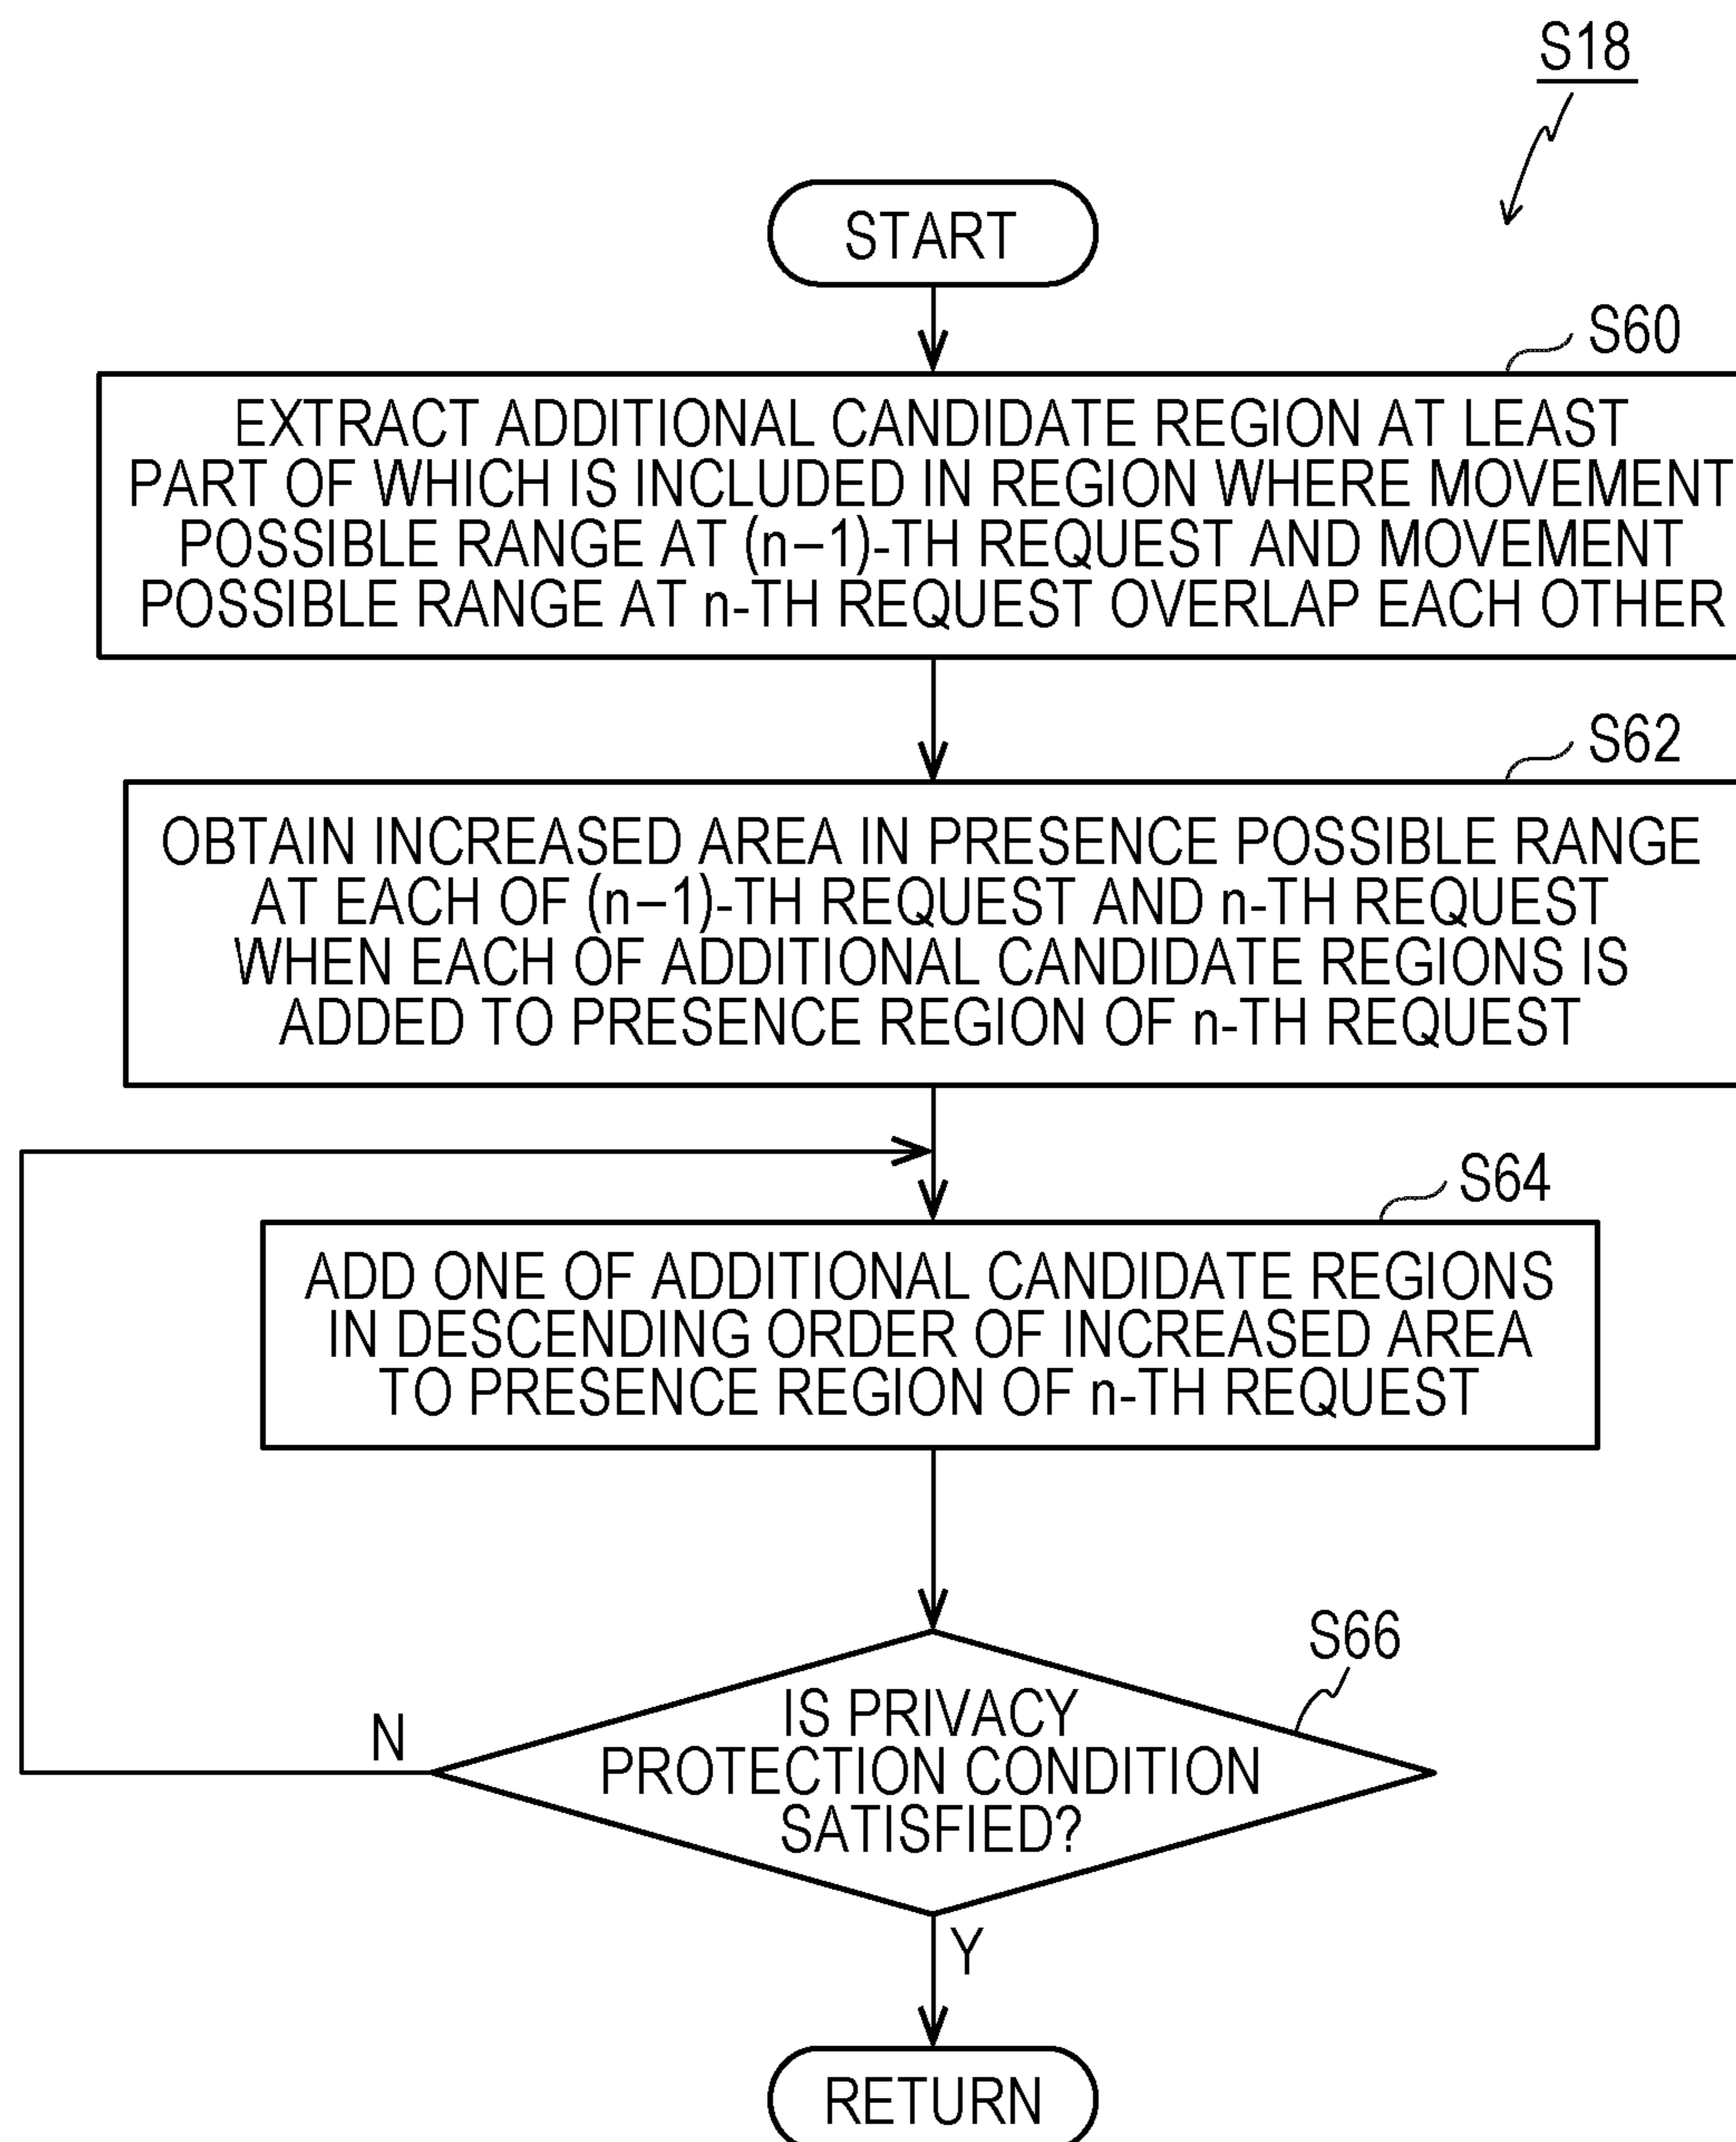 S18
START
S60
EXTRACT ADDITIONAL CANDIDATE REGION AT LEAST
PART OF WHICH IS INCLUDED IN REGION WHERE MOVEMENT
POSSIBLE RANGE AT (n−1)-TH REQUEST AND MOVEMENT
POSSIBLE RANGE AT n-TH REQUEST OVERLAP EACH OTHER
S62
OBTAIN INCREASED AREA IN PRESENCE POSSIBLE RANGE
AT EACH OF (n−1)-TH REQUEST AND n-TH REQUEST
WHEN EACH OF ADDITIONAL CANDIDATE REGIONS IS
ADDED TO PRESENCE REGION OF n-TH REQUEST
S64
ADD ONE OF ADDITIONAL CANDIDATE REGIONS
IN DESCENDING ORDER OF INCREASED AREA
TO PRESENCE REGION OF n-TH REQUEST
S66
IS PRIVACY
PROTECTION CONDITION
SATISFIED?
N
Y
RETURN